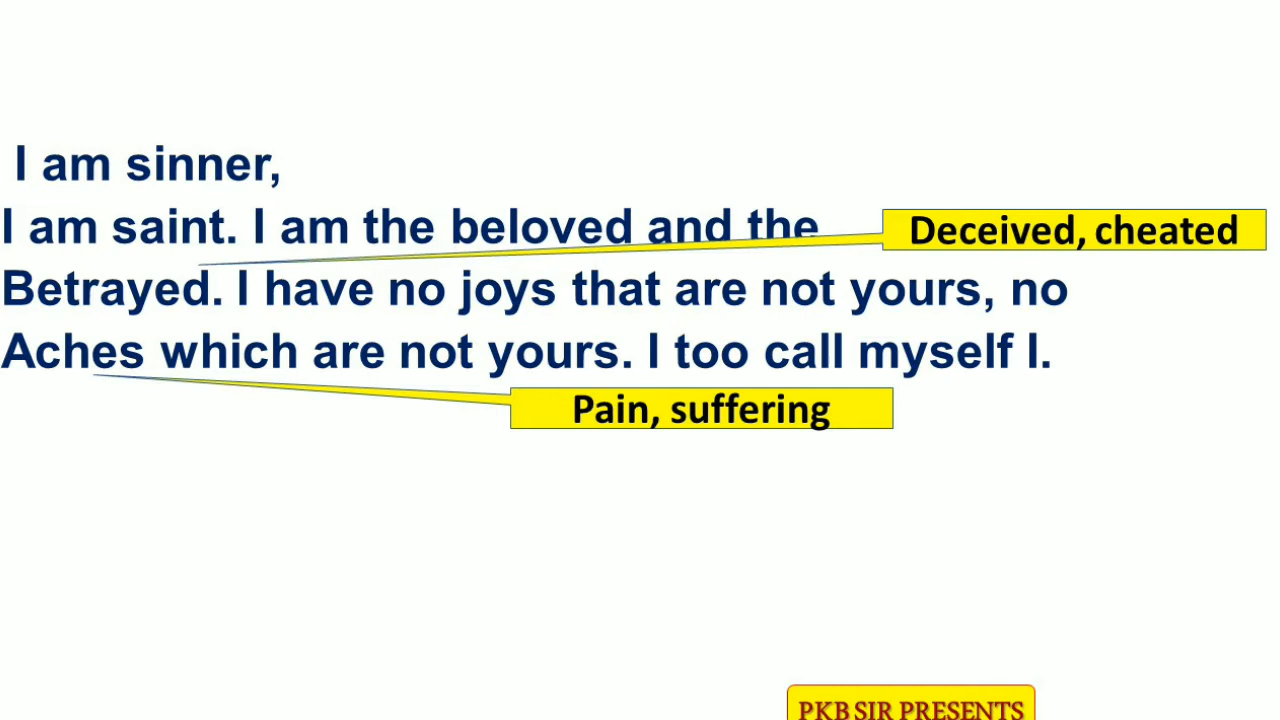 I am sinner,
I am saint. I am the beloved and the
Deceived, cheated
Betrayed. I have no joys that are not yours, no
Aches which are not yours. I too call myself I.
Pain, suffering
PKB SIR PRESENTS